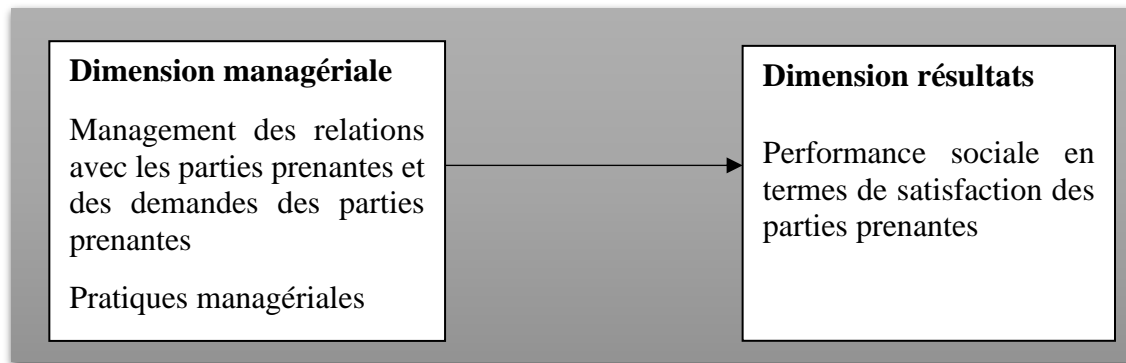 Dimension managériale
Management des relations
avec les parties prenantes et
des demandes des parties
prenantes
Pratiques managériales
Dimension résultats
Performance sociale en
termes de satisfaction des
parties prenantes